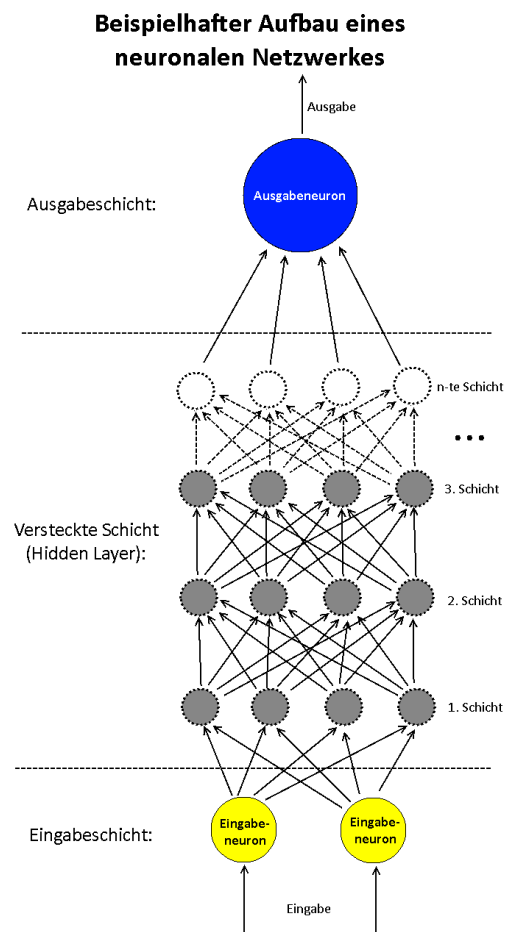 Beispielhafter Aufbau eines
neuronalen Netzwerkes
Ausgabe
Ausgabeneuron
Ausgabeschicht:
n-te Schicht
...
3. Schicht
Versteckte Schicht
(Hidden Layer):
2. Schicht
1. Schicht
Eingabeschicht:
Eingabe-
neuron
Eingabe-
neuron
Eingabe